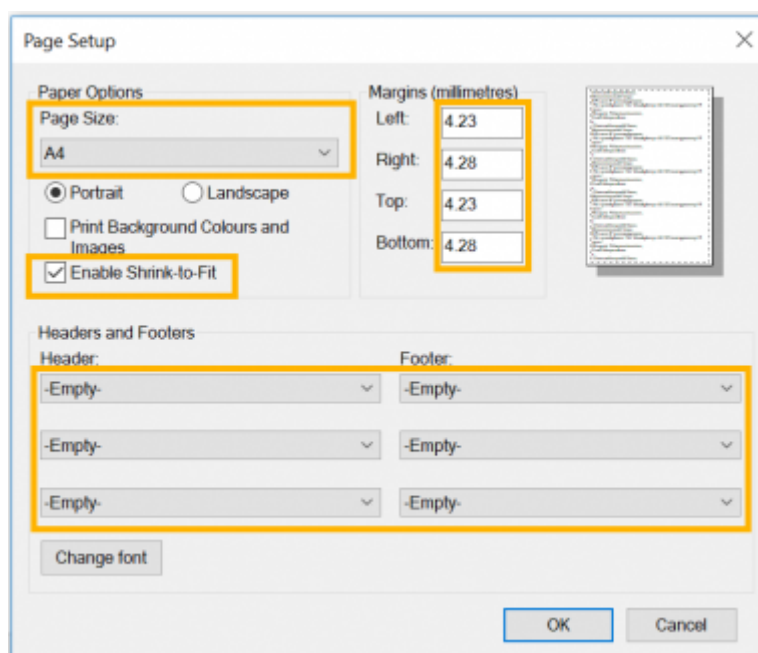 Page Setup
Paper Options
Page Size:
A4
Portrait
Landscape
Print Background Colours and
Images
Enable Shrink-to-Fit
Margins (millimetres)
Left: 4.23
Right: 4.28
Top: 4.23
Bottom: 4.28
Headers and Footers
Header:
Footer:
-Empty-
-Empty-
-Empty-
-Empty-
-Empty-
-Empty-
Change font
OK
Cancel